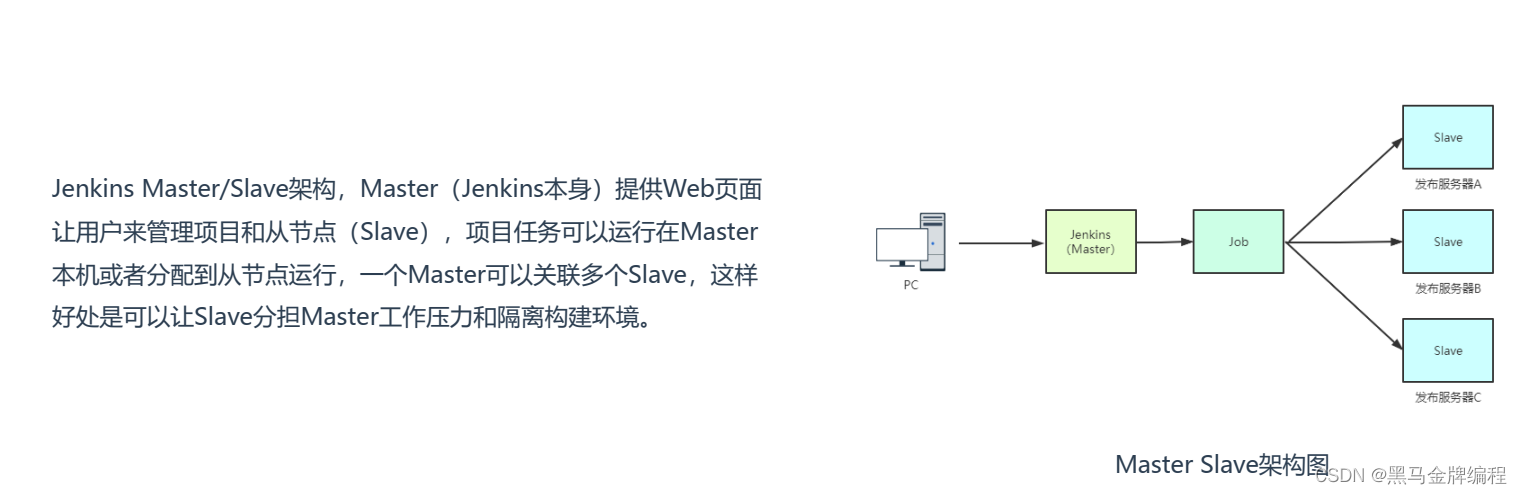 Jenkins Master/Slave架构，Master（Jenkins本身）提供Web页面
让用户来管理项目和从节点（Slave），项目任务可以运行在Master
本机或者分配到从节点运行，一个Master可以关联多个Slave，这样
好处是可以让Slave分担Master工作压力和隔离构建环境。
PC
Jenkins
（Master）
Job
Slave
发布服务器A
Slave
发布服务器B
Slave
发布服务器C
Master Slave架构图
CSDN @黑马金牌编程